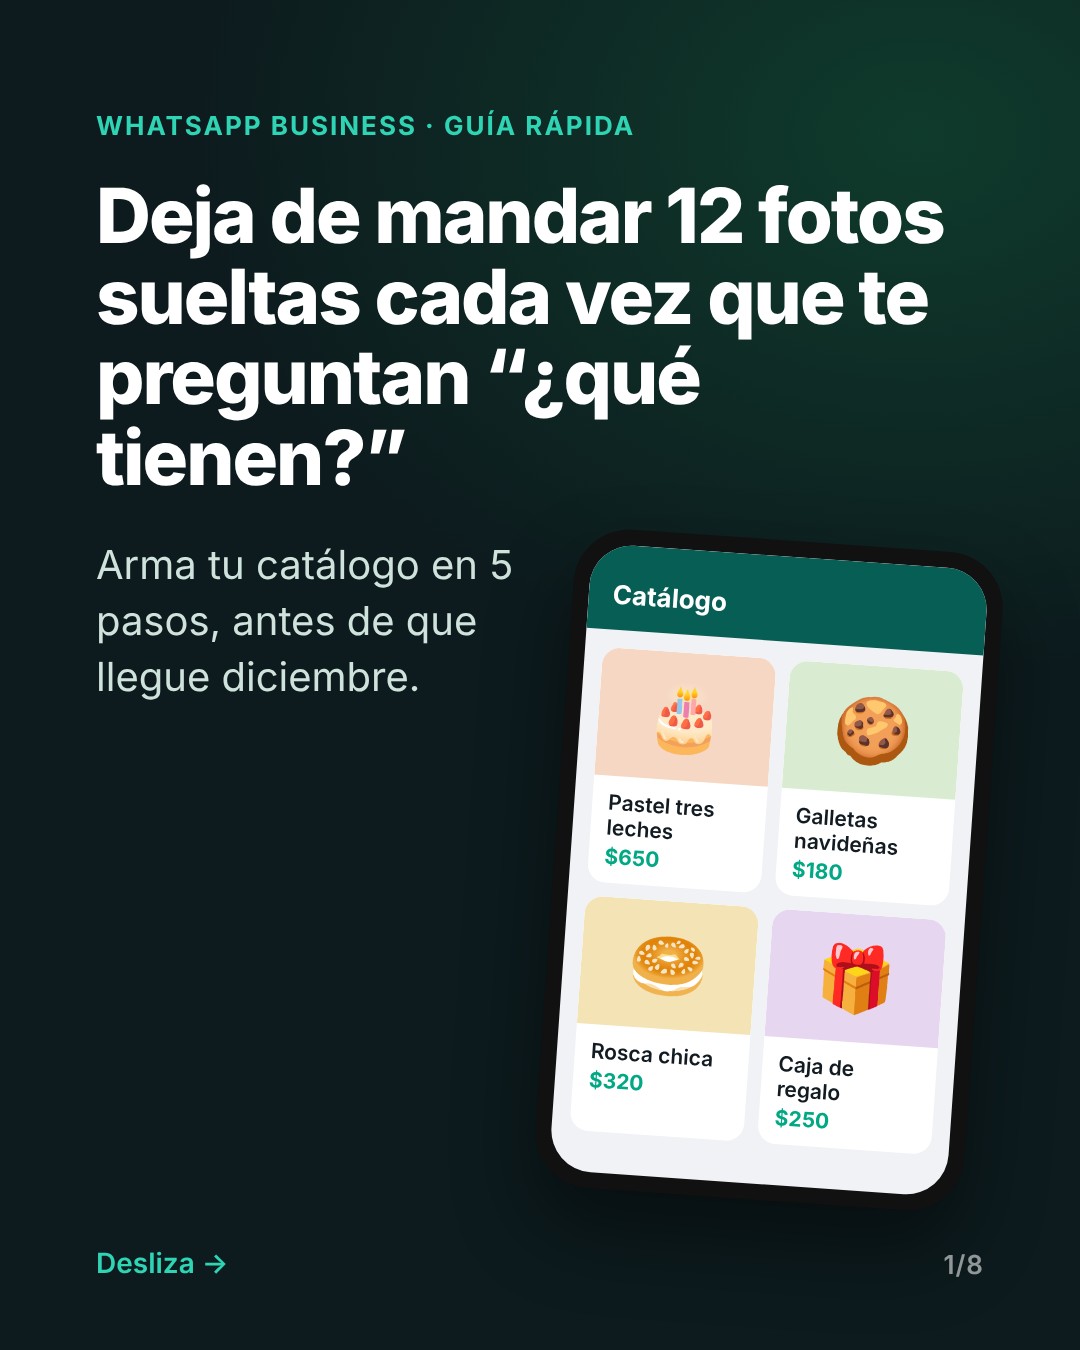 WHATSAPP BUSINESS · GUÍA RÁPIDA
Deja de mandar 12 fotos
sueltas cada vez que te
preguntan “¿qué
tienen?”
Arma tu catálogo en 5
pasos, antes de que
llegue diciembre.
Catálogo
Pastel tres
leches
$650
Galletas
navideñas
$180
Rosca chica
$320
Caja de
regalo
$250
Desliza →
1/8